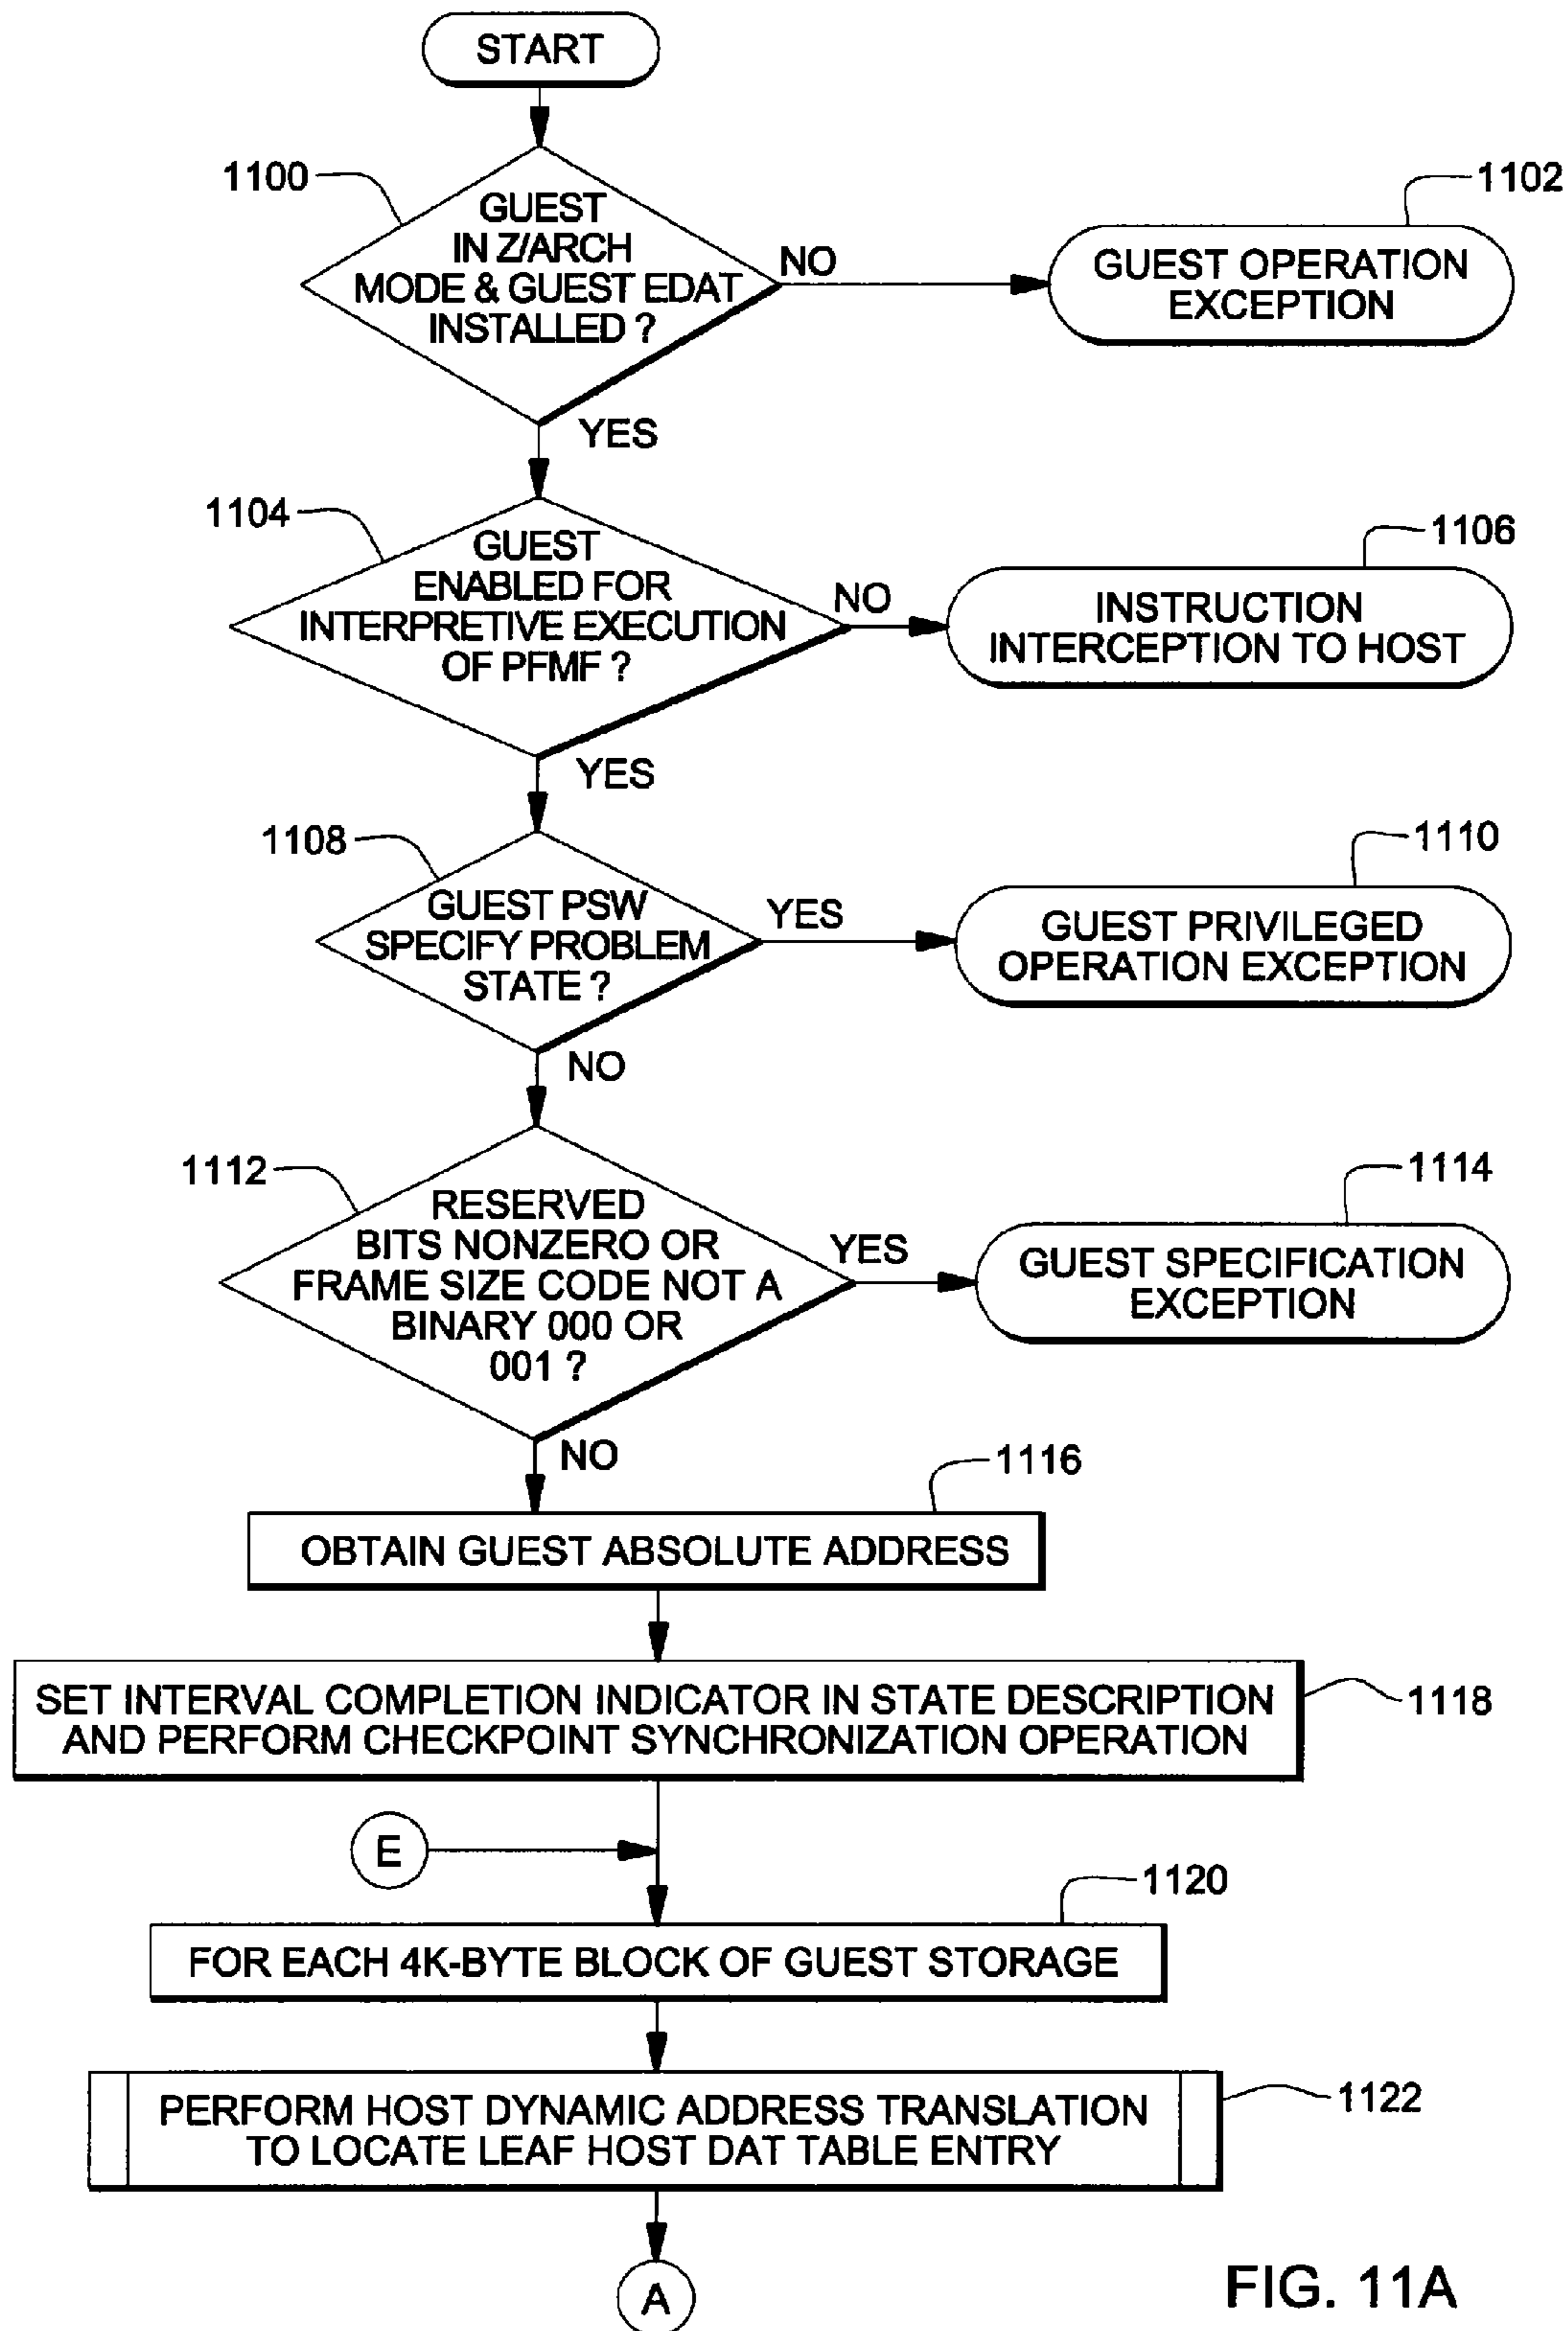 START
1100
GUEST
IN Z/ARCH
MODE & GUEST EDAT
INSTALLED ?
NO
1102
GUEST OPERATION
EXCEPTION
YES
1104
GUEST
ENABLED FOR
INTERPRETIVE EXECUTION
OF PFMF ?
NO
1106
INSTRUCTION
INTERCEPTION TO HOST
YES
1108
GUEST PSW
SPECIFY PROBLEM
STATE ?
YES
1110
GUEST PRIVILEGED
OPERATION EXCEPTION
NO
1112
RESERVED
BITS NONZERO OR
FRAME SIZE CODE NOT A
BINARY 000 OR
001 ?
YES
1114
GUEST SPECIFICATION
EXCEPTION
NO
1116
OBTAIN GUEST ABSOLUTE ADDRESS
SET INTERVAL COMPLETION INDICATOR IN STATE DESCRIPTION
AND PERFORM CHECKPOINT SYNCHRONIZATION OPERATION
1118
E
1120
FOR EACH 4K-BYTE BLOCK OF GUEST STORAGE
PERFORM HOST DYNAMIC ADDRESS TRANSLATION
TO LOCATE LEAF HOST DAT TABLE ENTRY
1122
A
FIG. 11A